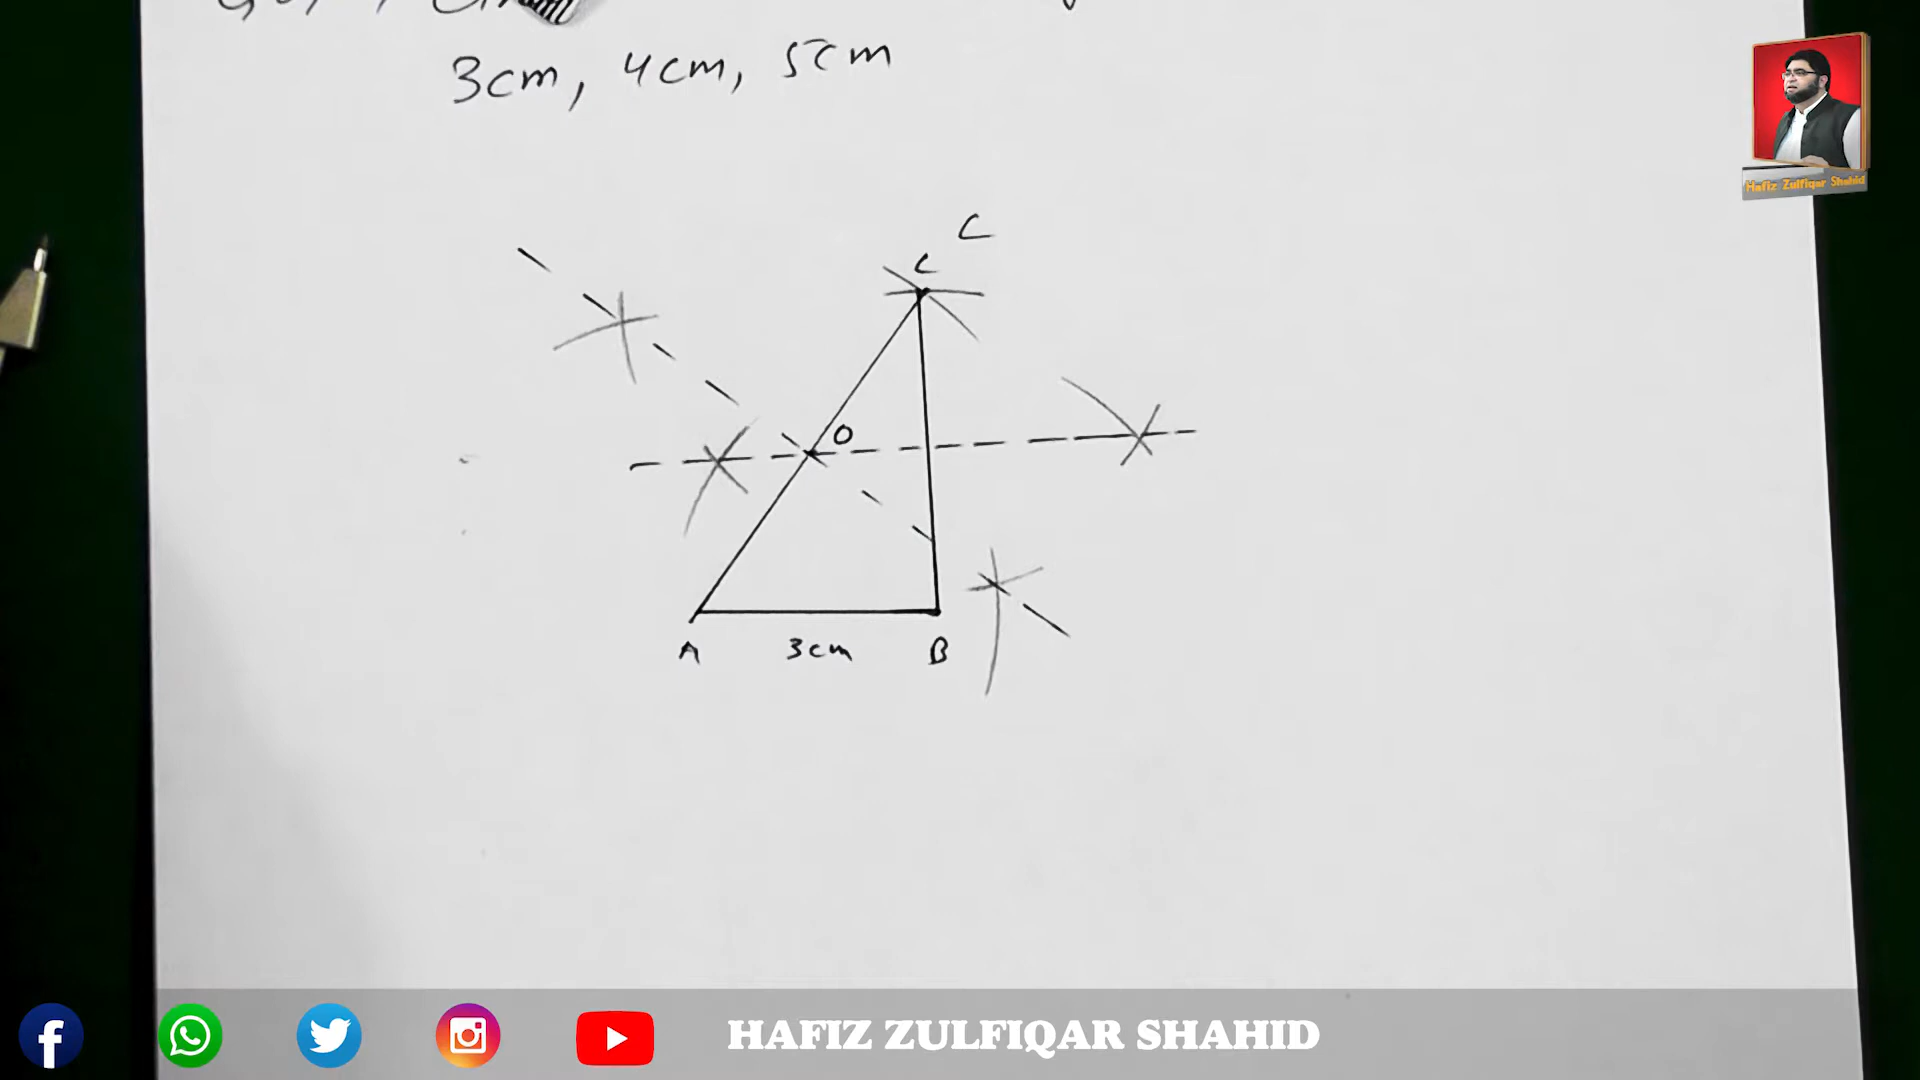 3cm, 4cm, 5cm
Hafiz Zulfiqar Shahid
C
C
O
A 3cm B
HAFIZ ZULFIQAR SHAHID